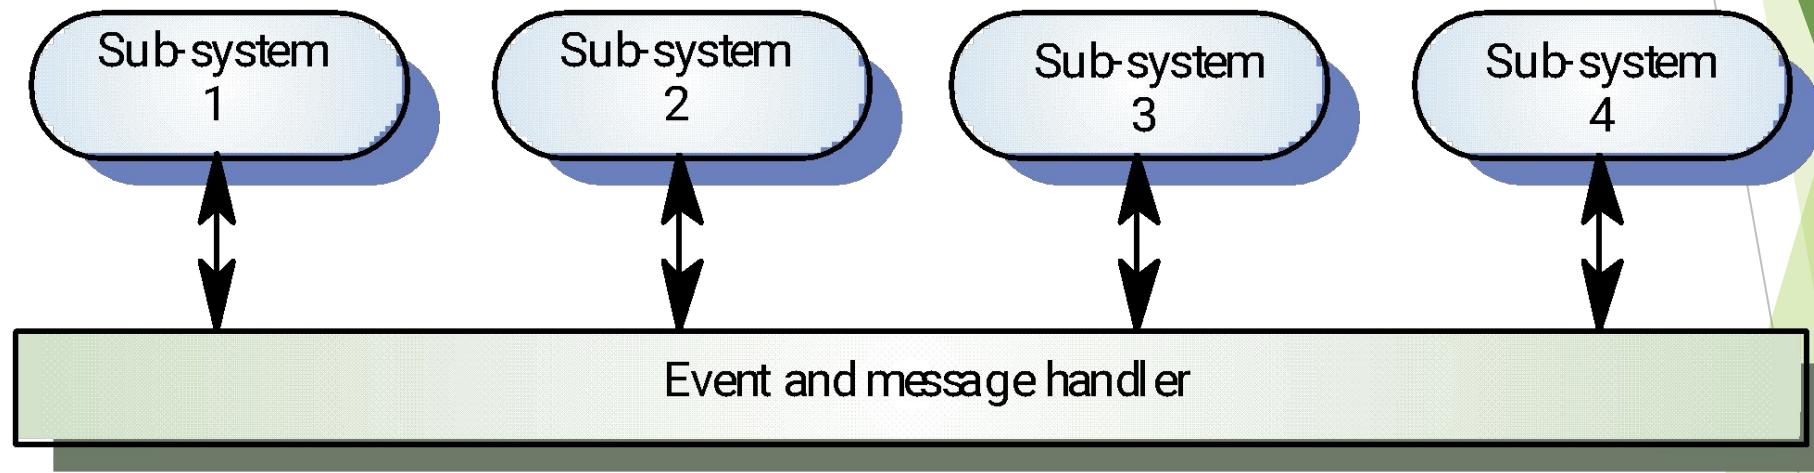 Sub-system
1
Sub-system
2
Sub-system
3
Sub-system
4
Event and message handler